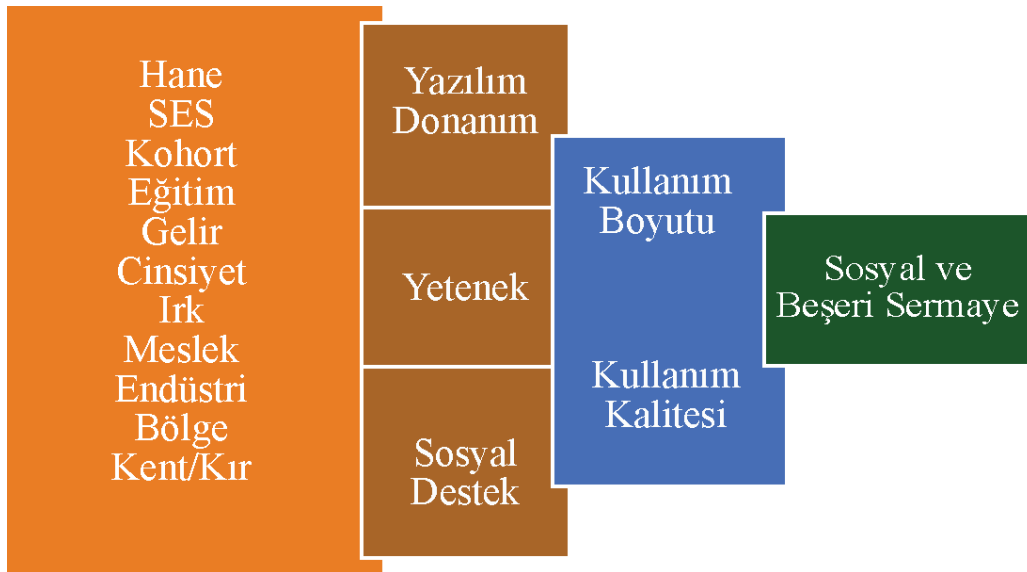 Hane
SES
Kohort
Eğitim
Gelir
Cinsiyet
Irk
Meslek
Endüstri
Bölge
Kent/Kır
Yazılım
Donanım
Yetenek
Sosyal
Destek
Kullanım
Boyutu
Kullanım
Kalitesi
Sosyal ve
Beşeri Sermaye